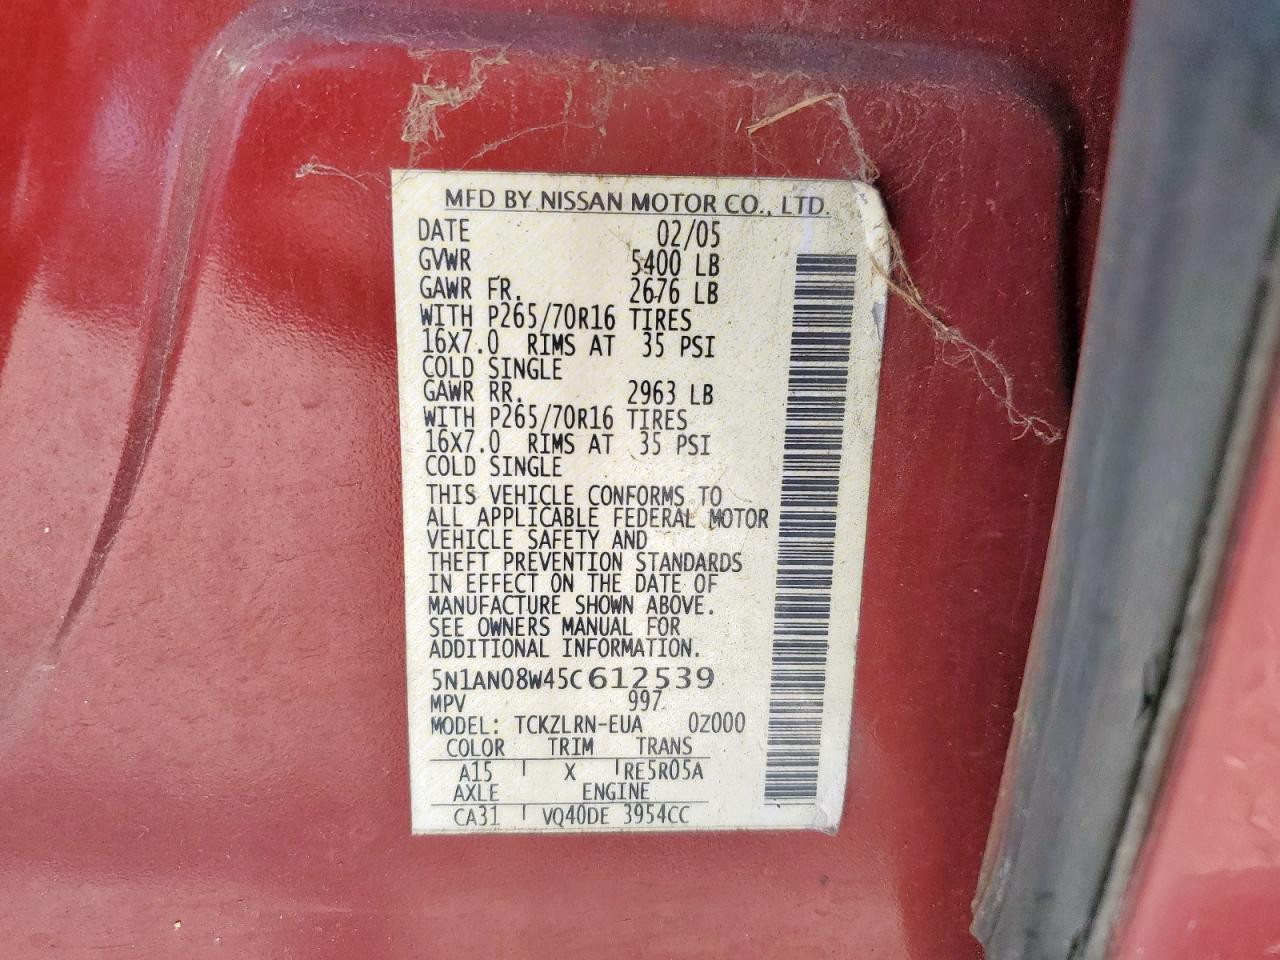 MFD BY NISSAN MOTOR CO., LTD.
DATE 02/05
GVWR 5400 LB
GAWR FR. 2676 LB
WITH P265/70R16 TIRES
16X7.0 RIMS AT 35 PSI
COLD SINGLE
GAWR RR. 2963 LB
WITH P265/70R16 TIRES
16X7.0 RIMS AT 35 PSI
COLD SINGLE
THIS VEHICLE CONFORMS TO
ALL APPLICABLE FEDERAL MOTOR
VEHICLE SAFETY AND
THEFT PREVENTION STANDARDS
IN EFFECT ON THE DATE OF
MANUFACTURE SHOWN ABOVE.
SEE OWNERS MANUAL FOR
ADDITIONAL INFORMATION.
5N1AN08W45C612539
MPV 997
MODEL: TCKZLRN-EUA 0Z000
COLOR TRIM TRANS
A15 X RE5R05A
AXLE ENGINE
CA31 VQ40DE 3954CC